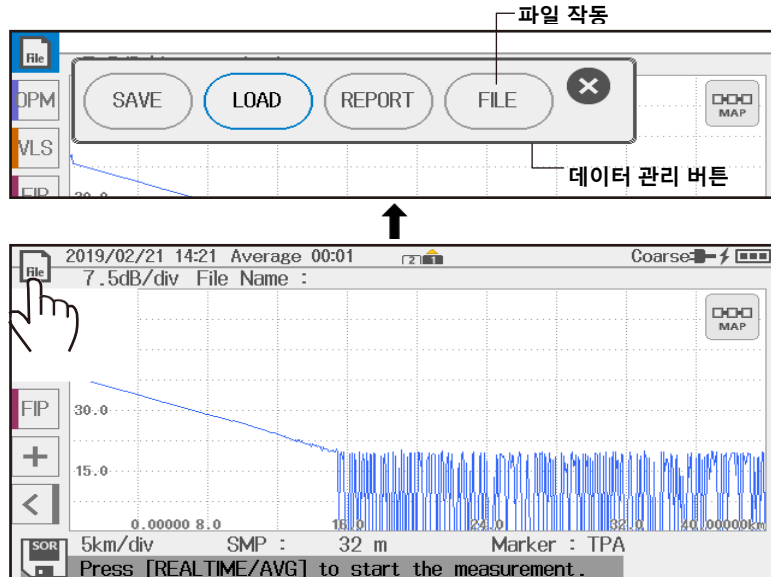 파일 작동
File
SAVE
LOAD
REPORT
FILE
MAP
OPM
VLS
데이터 관리 버튼
FIP
30.0
2019/02/21 14:21 Average 00:01
2 1
Coarse
File
7.5dB/div File Name :
MAP
FIP
30.0
+
15.0
<
0.00000 8.0 16.0 24.0 32.0 40.00000km
SOR
5km/div SMP : 32 m Marker : TPA
Press [REALTIME/AVG] to start the measurement.